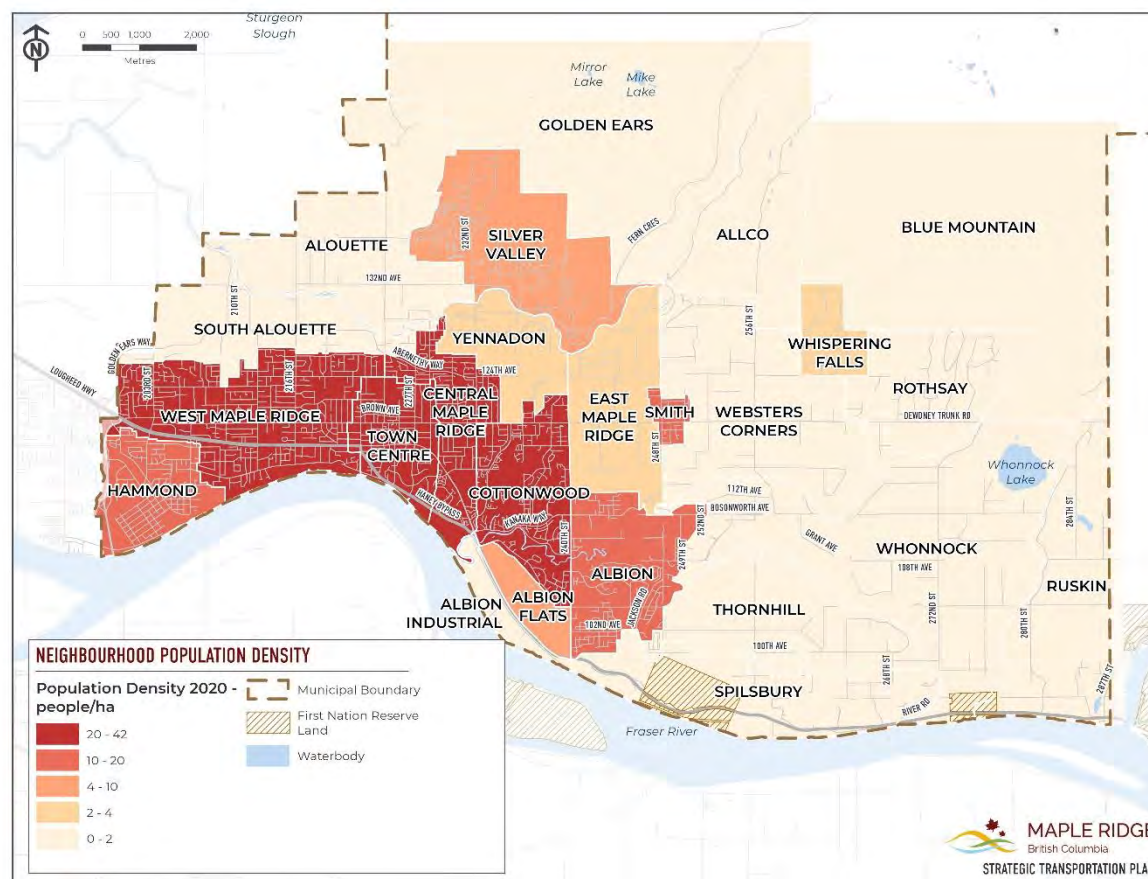 Sturgeon
Slough
N
0 500 1,000 2,000
Metres
Mirror
Lake
Mike
Lake
GOLDEN EARS
BLUE MOUNTAIN
ALLCO
FERN CRES
SILVER
VALLEY
232ND ST
ALOUETTE
132ND AVE
210TH ST
SOUTH ALOUETTE
GOLDEN EARS WAY
LOUGHEED HWY
203RD ST
216TH ST
WEST MAPLE RIDGE
ABERNETHY WAY
227TH ST
BROWN AVE
YENNADON
124TH AVE
CENTRAL
MAPLE
RIDGE
TOWN
CENTRE
HANEY BYPASS
HAMMOND
COTTONWOOD
KANAKA WAY
240TH ST
EAST
MAPLE
RIDGE
SMITH
248TH ST
256TH ST
WHISPERING
FALLS
ROTHSAY
DEWDNEY TRUNK RD
WEBSTERS
CORNERS
Whonnock
Lake
112TH AVE
BOSONWORTH AVE
252ND ST
249TH ST
GRANT AVE
284TH ST
WHONNOCK
108TH AVE
RUSKIN
ALBION
JACKSON RD
102ND AVE
ALBION
FLATS
ALBION
INDUSTRIAL
THORNHILL
100TH AVE
272ND ST
280TH ST
268TH ST
287TH ST
SPILSBURY
RIVER RD
Fraser River
NEIGHBOURHOOD POPULATION DENSITY
Population Density 2020 -
people/ha
20 - 42
10 - 20
4 - 10
2 - 4
0 - 2
Municipal Boundary
First Nation Reserve
Land
Waterbody
MAPLE RIDGE
British Columbia
STRATEGIC TRANSPORTATION PLA